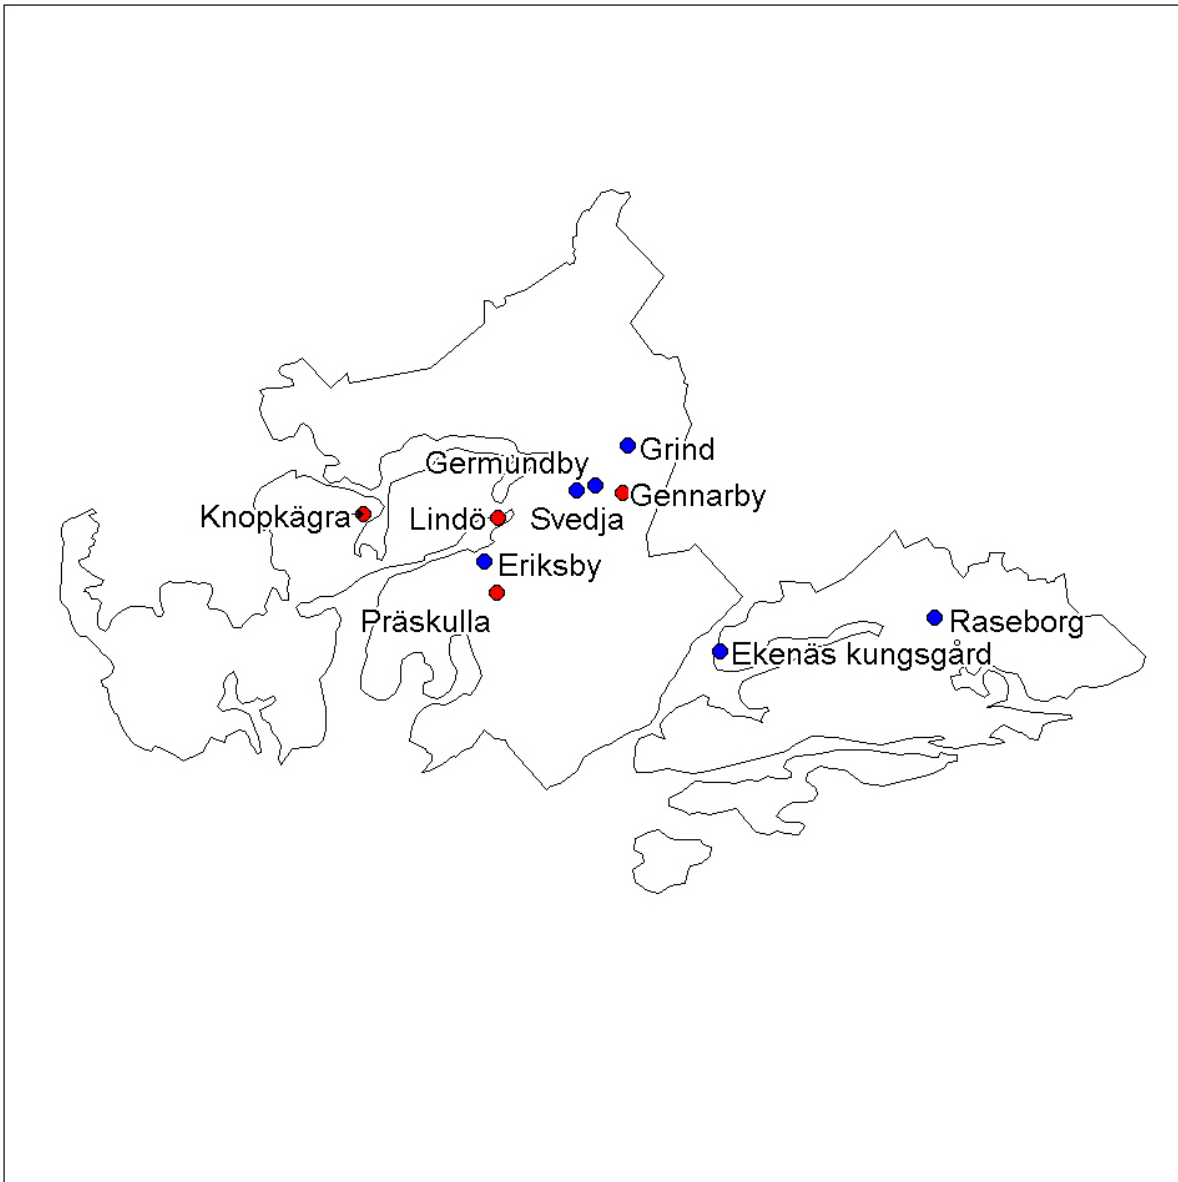 Grind
Germundby
Gennarby
Knopkägra
Lindö
Svedja
Eriksby
Präskulla
Raseborg
Ekenäs kungsgård